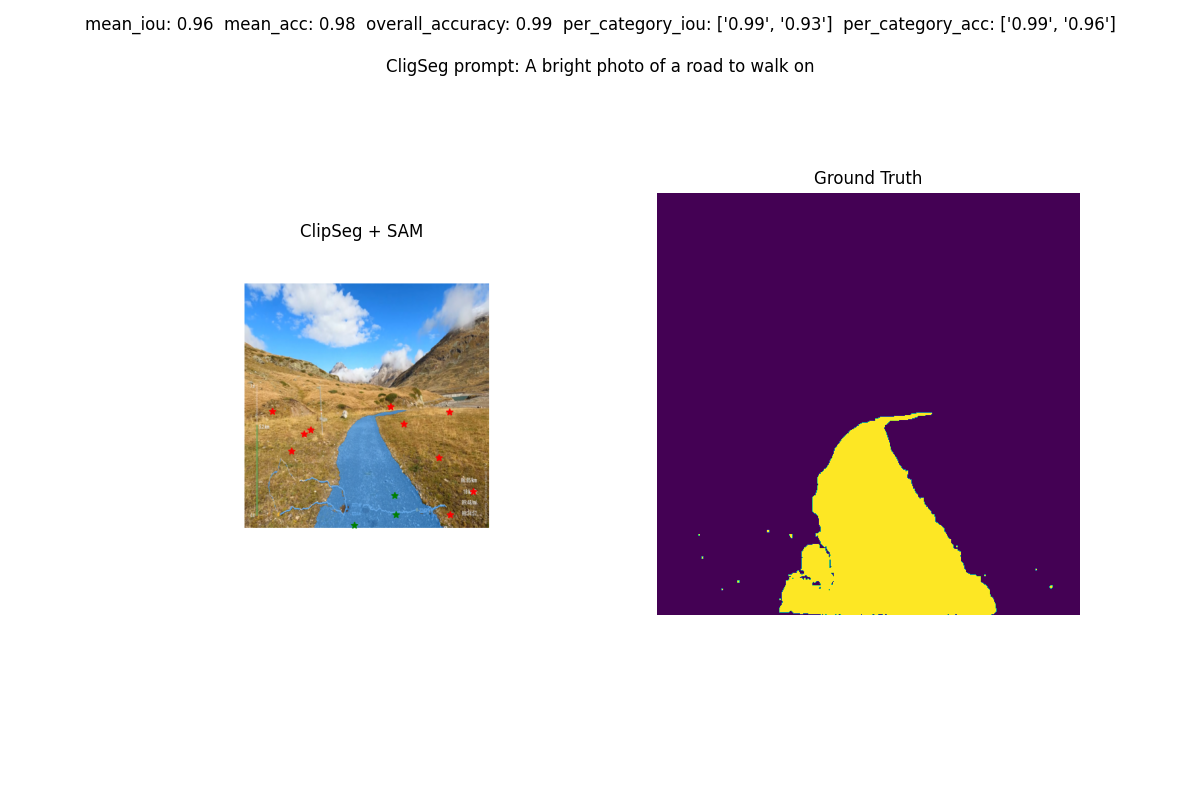 mean_iou: 0.96  mean_acc: 0.98  overall_accuracy: 0.99  per_category_iou: ['0.99', '0.93']  per_category_acc: ['0.99', '0.96']
CligSeg prompt: A bright photo of a road to walk on
Ground Truth
ClipSeg + SAM